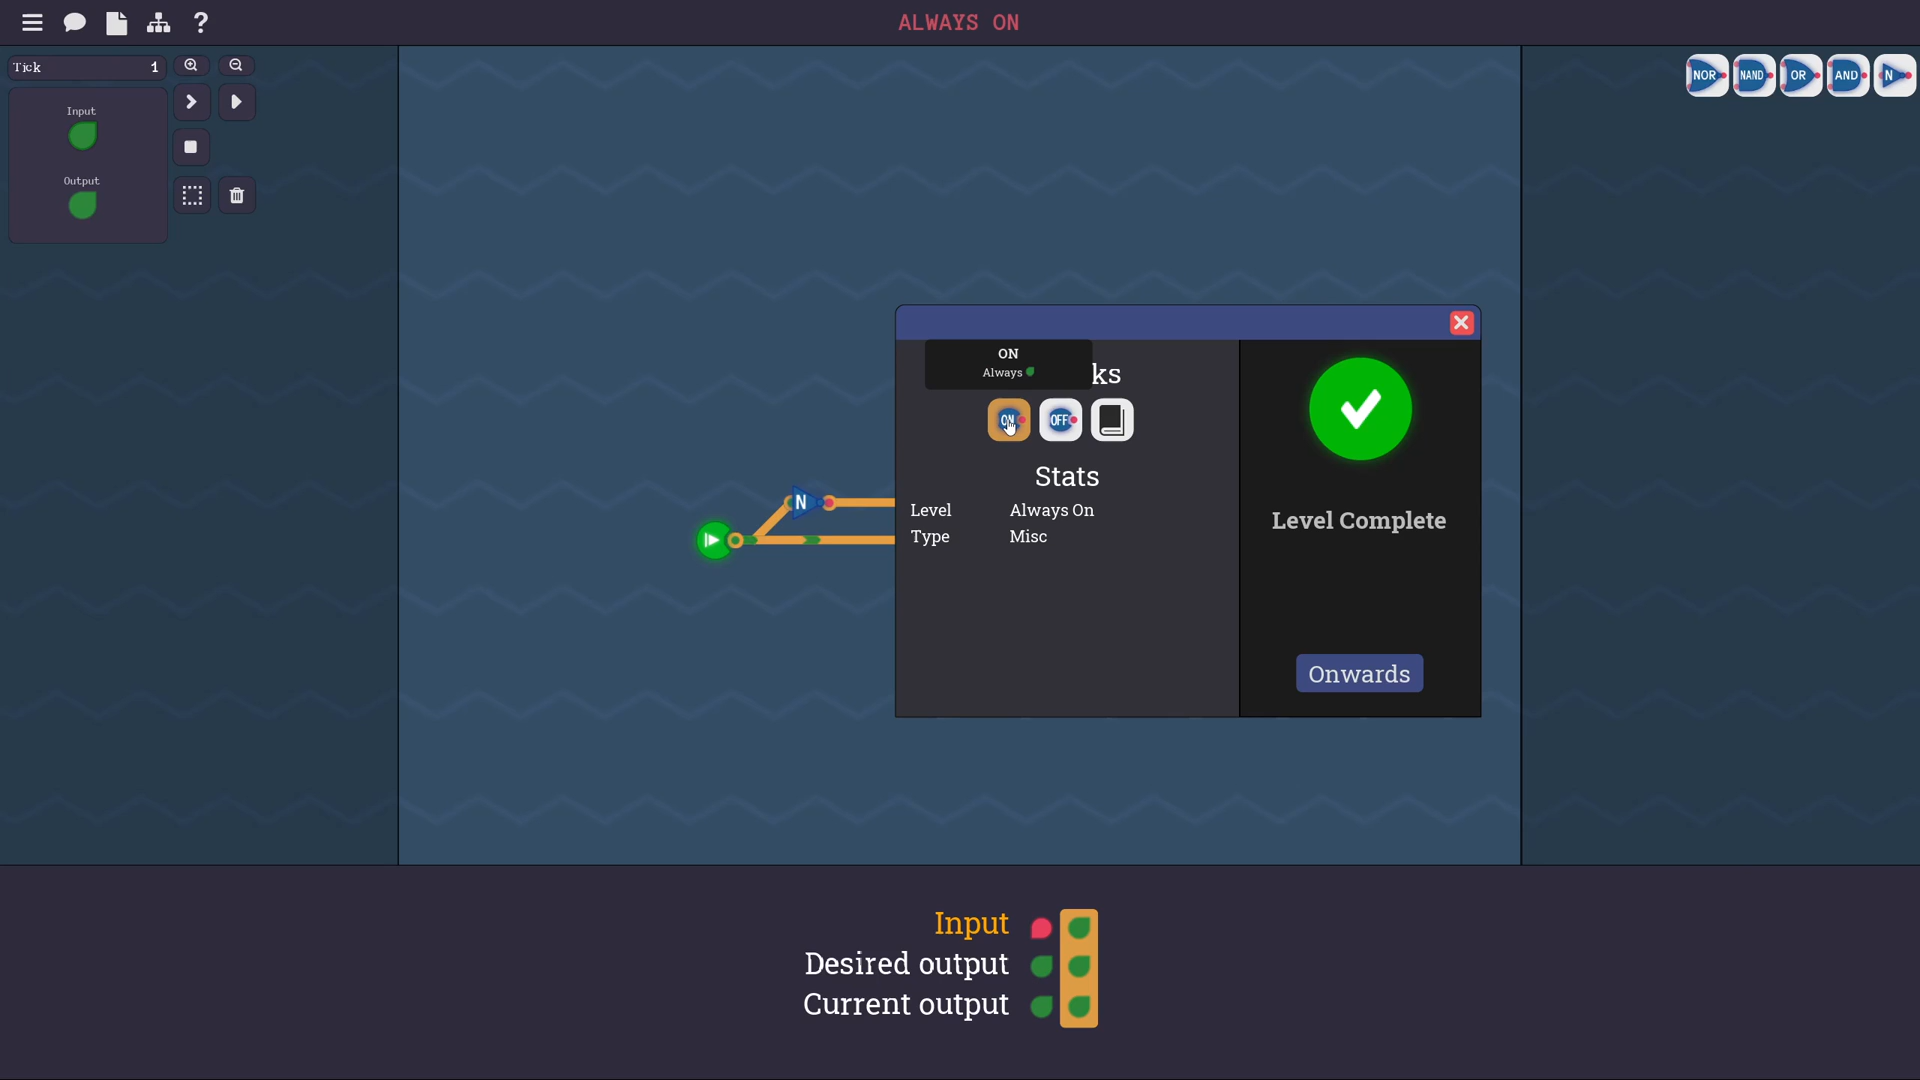 ?
ALWAYS ON
Tick 1
Input
Output
NOR NAND OR AND N
ON
Always
ks
ON OFF
Stats
Level Always On
Type Misc
N
Level Complete
Onwards
Input
Desired output
Current output